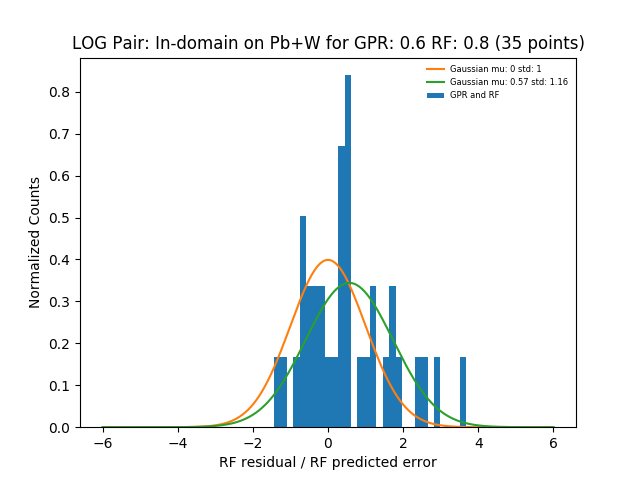 LOG Pair: In-domain on Pb+W for GPR: 0.6 RF: 0.8 (35 points)
Gaussian mu: 0 std: 1
Gaussian mu: 0.57 std: 1.16
GPR and RF
Normalized Counts
0.8
0.7
0.6
0.5
0.4
0.3
0.2
0.1
0.0
−6 −4 −2 0 2 4 6
RF residual / RF predicted error